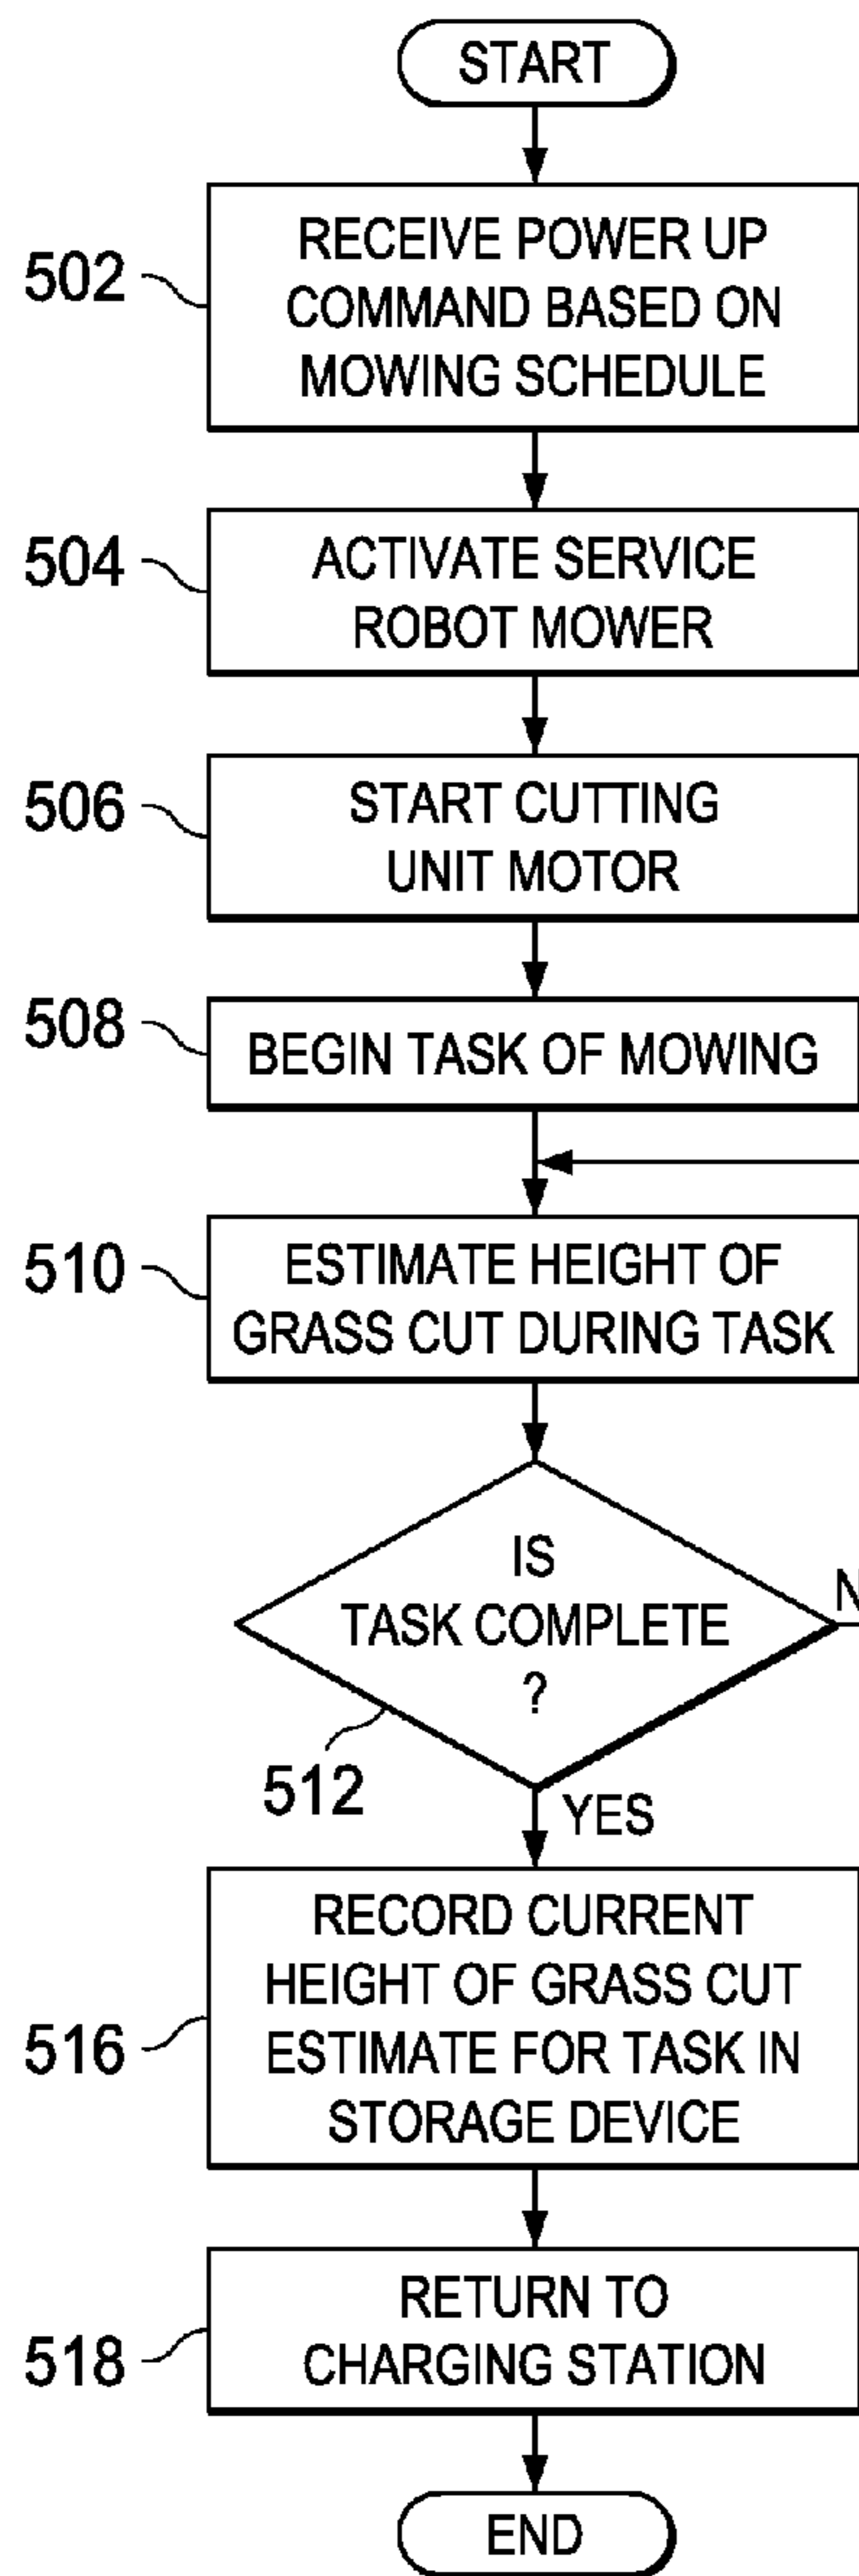 START
502
RECEIVE POWER UP
COMMAND BASED ON
MOWING SCHEDULE
504
ACTIVATE SERVICE
ROBOT MOWER
506
START CUTTING
UNIT MOTOR
508
BEGIN TASK OF MOWING
510
ESTIMATE HEIGHT OF
GRASS CUT DURING TASK
IS
TASK COMPLETE
?
512
YES
516
RECORD CURRENT
HEIGHT OF GRASS CUT
ESTIMATE FOR TASK IN
STORAGE DEVICE
518
RETURN TO
CHARGING STATION
END